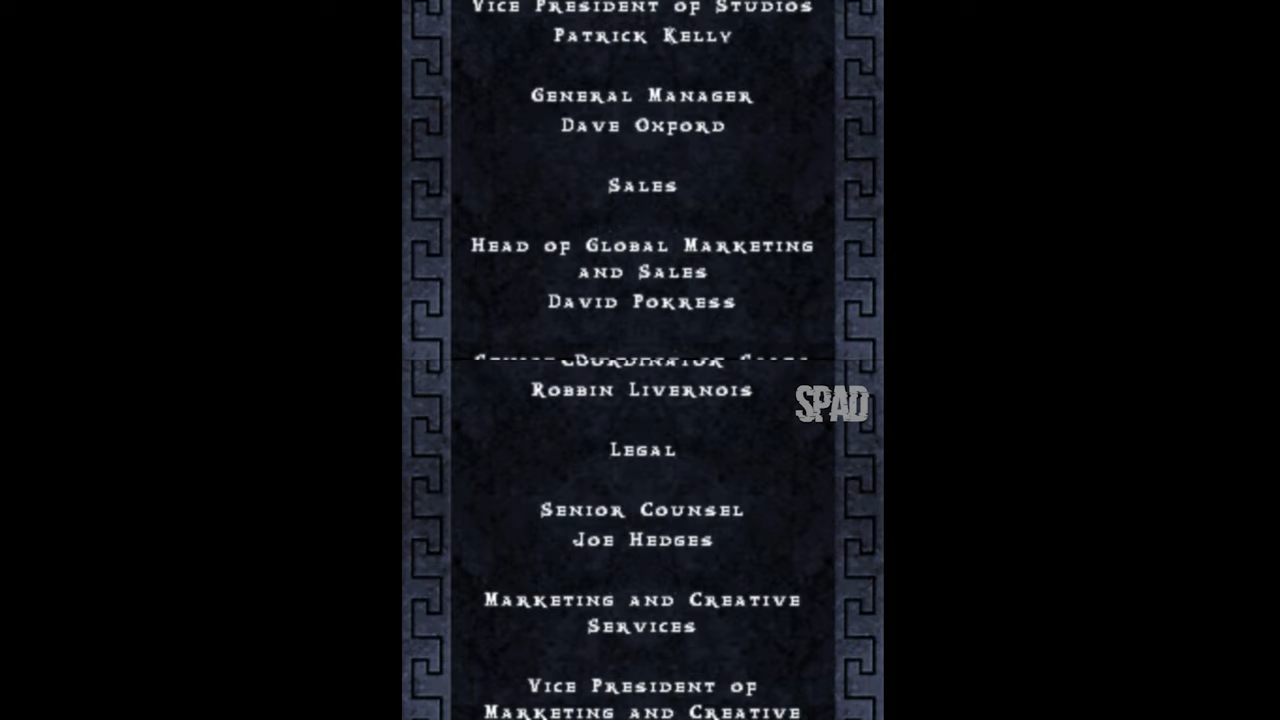 Vice President of Studios
Patrick Kelly
General Manager
Dave Oxford
Sales
Head of Global Marketing
and Sales
David Pokress
Coordinator
Robbin Livernois
SPAD
Legal
Senior Counsel
Joe Hedges
Marketing and Creative
Services
Vice President of
Marketing and Creative